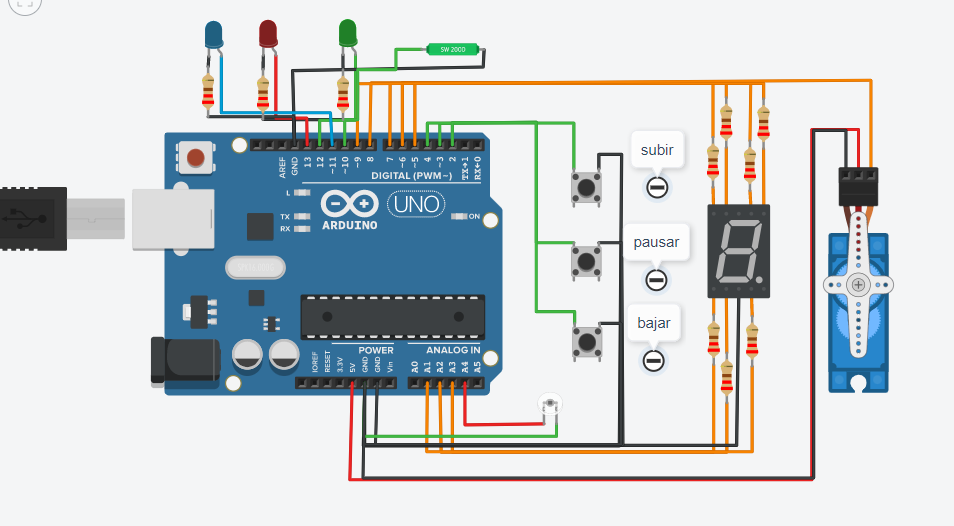 SW 200D
AREF
GND
13
12
~11
~10
~9
8
7
~6
~5
4
~3
2
TX→1
RX←0
DIGITAL (PWM~)
L
TX
RX
UNO
ON
ARDUINO
POWER
ANALOG IN
IOREF
RESET
3.3V
5V
GND
GND
Vin
A0
A1
A2
A3
A4
A5
subir
pausar
bajar